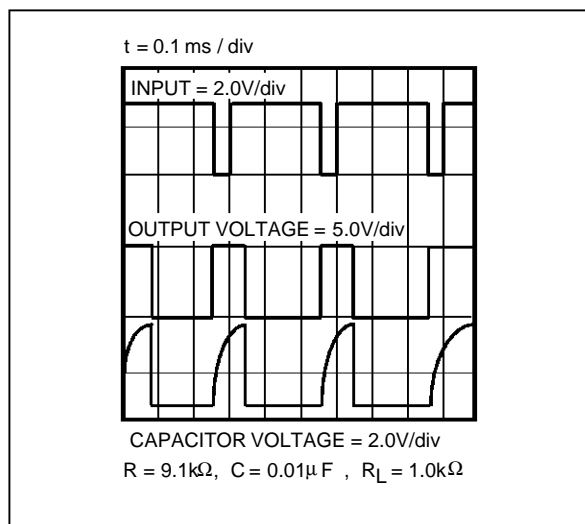 t = 0.1 ms / div
INPUT = 2.0V/div
OUTPUT VOLTAGE = 5.0V/div
CAPACITOR VOLTAGE = 2.0V/div
R = 9.1kΩ, C = 0.01μF , RL = 1.0kΩ